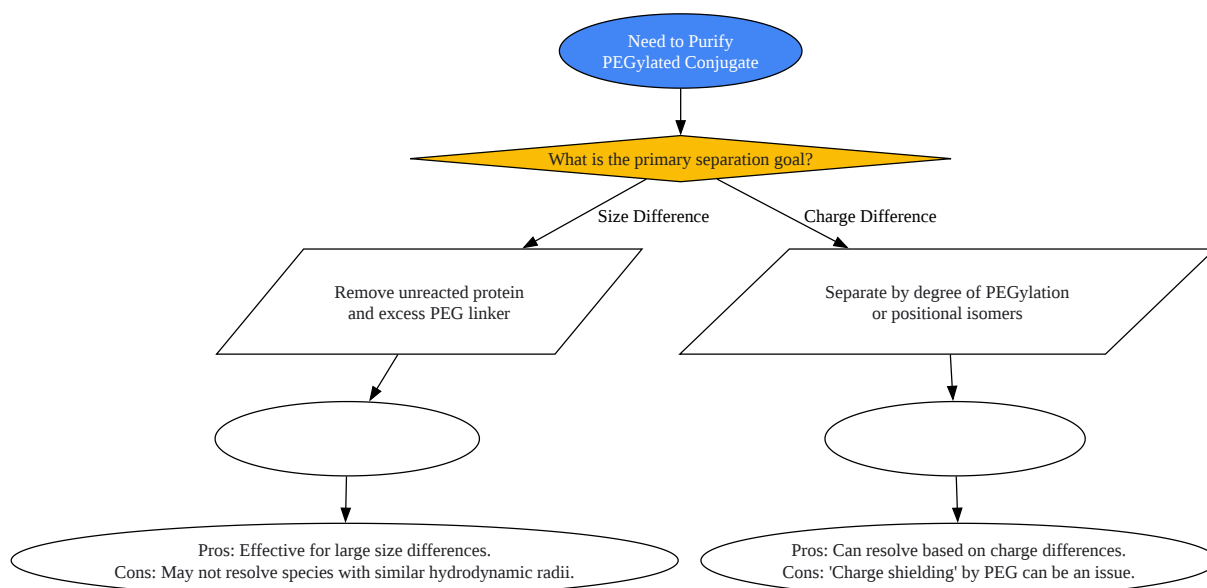 Need to Purify
PEGylated Conjugate
What is the primary separation goal?
Size Difference
Charge Difference
Remove unreacted protein
and excess PEG linker
Separate by degree of PEGylation
or positional isomers
Pros: Effective for large size differences.
Cons: May not resolve species with similar hydrodynamic radii.
Pros: Can resolve based on charge differences.
Cons: 'Charge shielding' by PEG can be an issue.